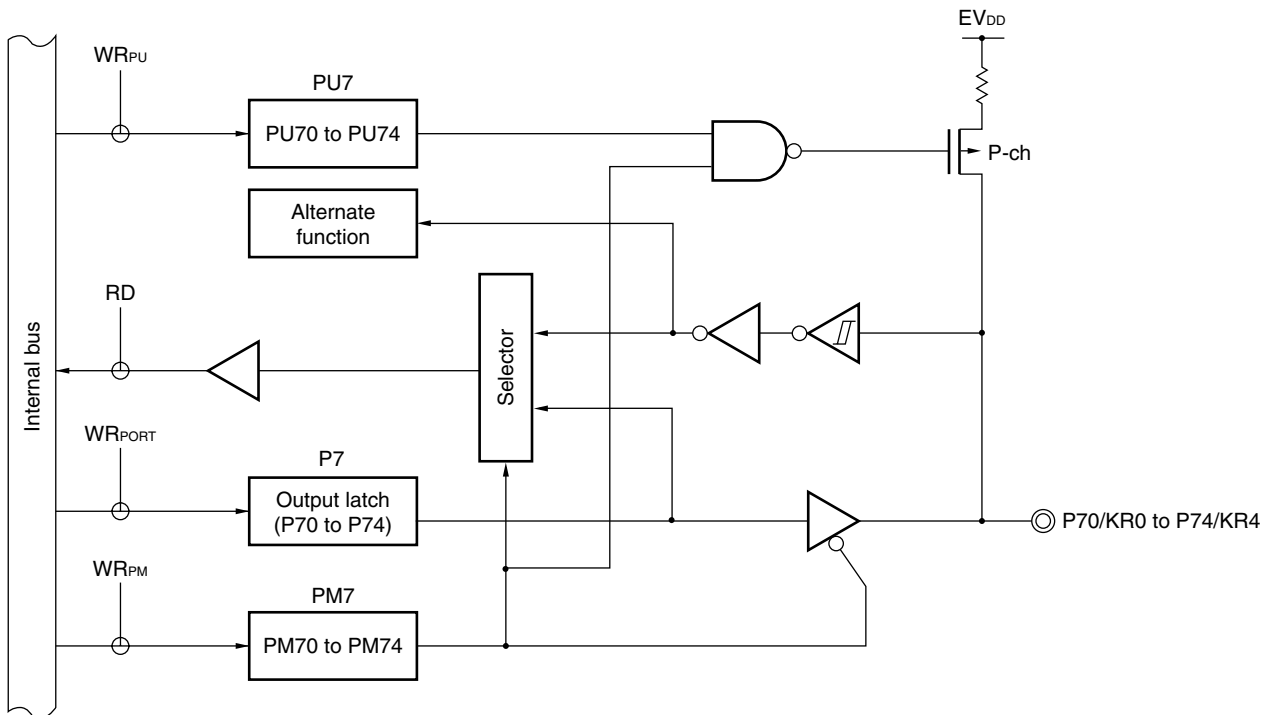 EVDD
WRPU
PU7
PU70 to PU74
P-ch
Alternate
function
RD
Selector
Internal bus
WRPORT
P7
Output latch
(P70 to P74)
P70/KR0 to P74/KR4
WRPM
PM7
PM70 to PM74